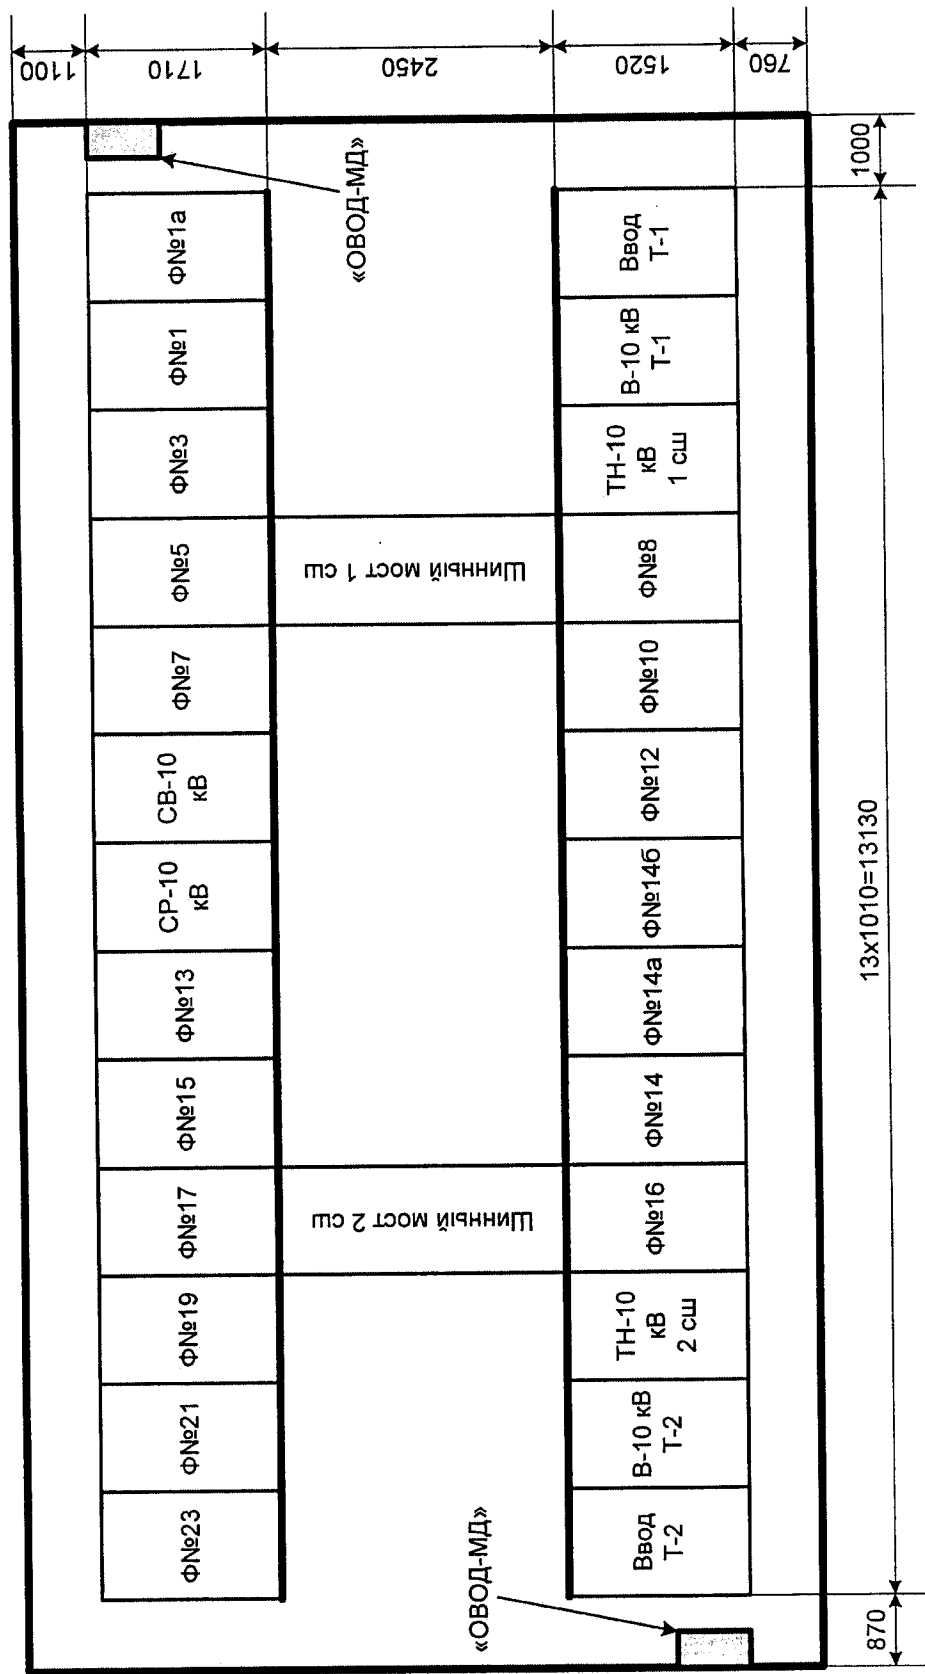 1100
1710
2450
1520
760
«ОВОД-МД»
1000
Ф№1а
Ф№1
Ф№3
Ф№5
Ф№7
СВ-10
кВ
СР-10
кВ
Ф№13
Ф№15
Ф№17
Ф№19
Ф№21
Ф№23
Шинный мост 1 сш
Шинный мост 2 сш
Ввод
Т-1
В-10 кВ
Т-1
ТН-10
кВ
1 сш
Ф№8
Ф№10
Ф№12
Ф№14б
Ф№14а
Ф№14
Ф№16
ТН-10
кВ
2 сш
В-10 кВ
Т-2
Ввод
Т-2
13х1010=13130
«ОВОД-МД»
870